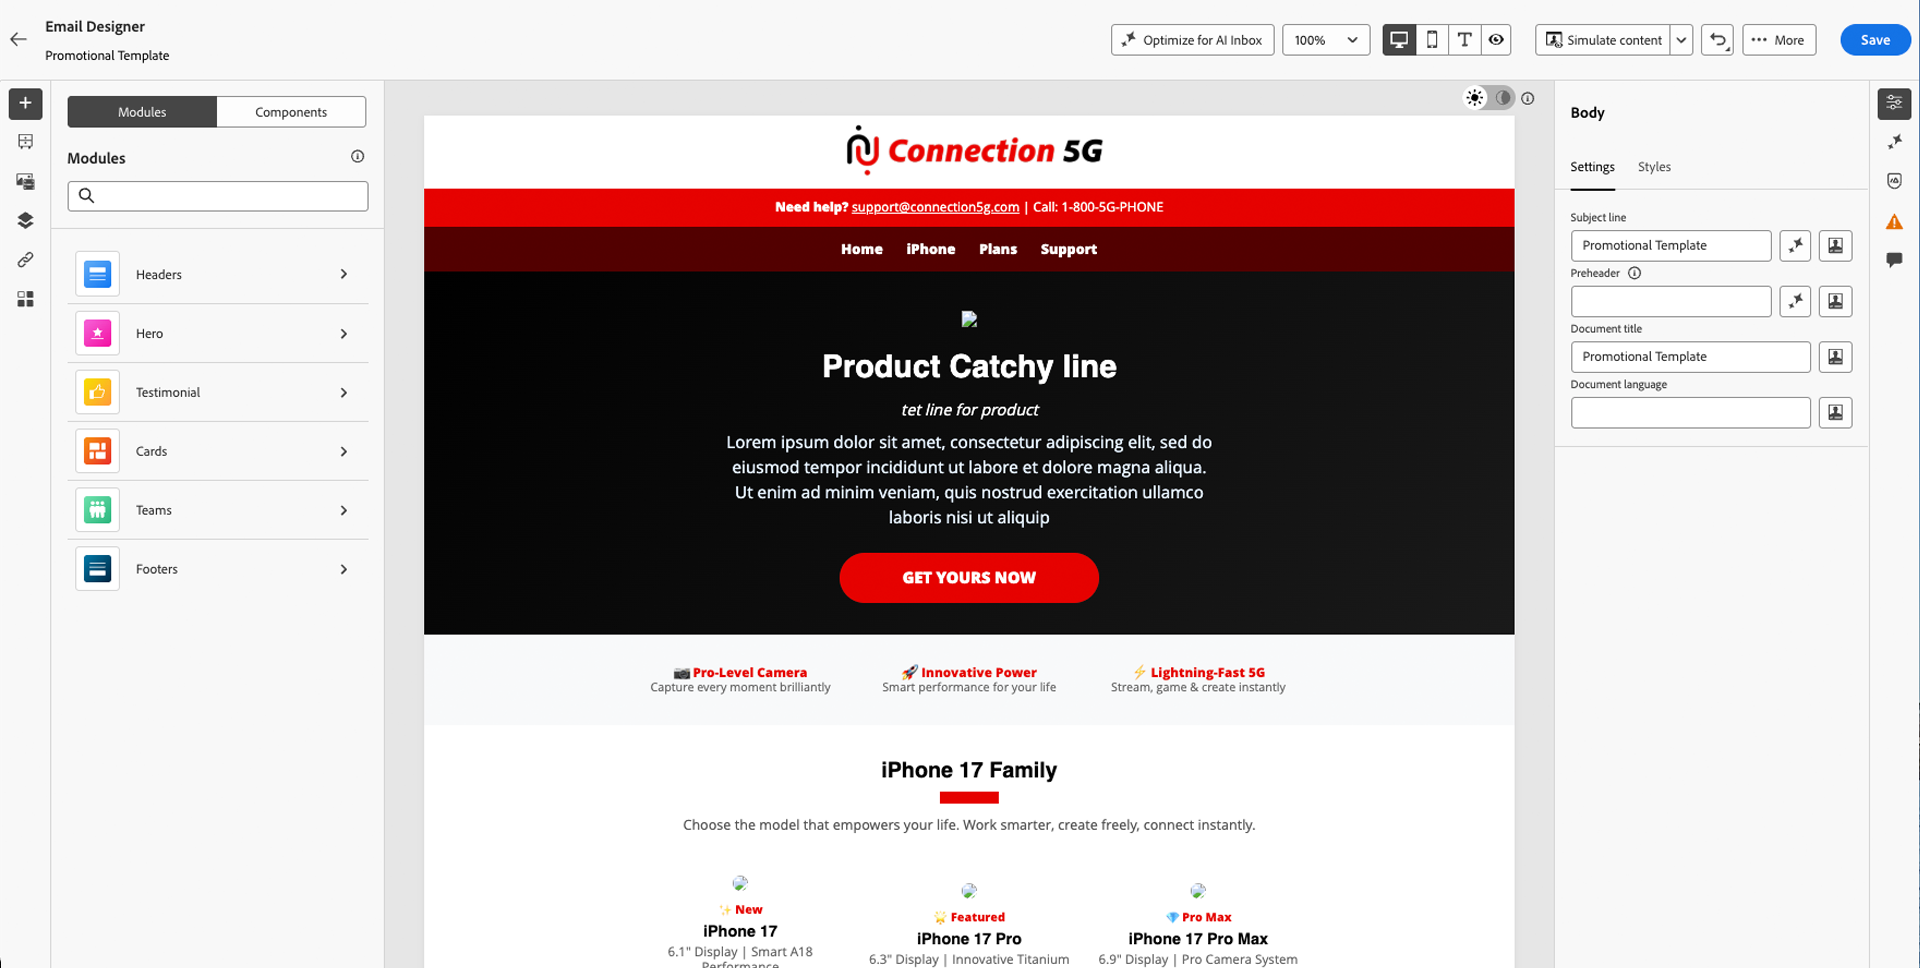 Email Designer
Promotional Template
Optimize for AI Inbox
100%
Simulate content
More
Save
Modules
Components
Modules
Headers
Hero
Testimonial
Cards
Teams
Footers
Connection 5G
Need help? support@connection5g.com | Call: 1-800-5G-PHONE
Home iPhone Plans Support
Product Catchy line
tet line for product
Lorem ipsum dolor sit amet, consectetur adipiscing elit, sed do
eiusmod tempor incididunt ut labore et dolore magna aliqua.
Ut enim ad minim veniam, quis nostrud exercitation ullamco
laboris nisi ut aliquip
GET YOURS NOW
📷 Pro-Level Camera
Capture every moment brilliantly
🚀 Innovative Power
Smart performance for your life
⚡ Lightning-Fast 5G
Stream, game & create instantly
iPhone 17 Family
Choose the model that empowers your life. Work smarter, create freely, connect instantly.
✨ New
iPhone 17
6.1" Display | Smart A18
Performance
🌟 Featured
iPhone 17 Pro
6.3" Display | Innovative Titanium
💎 Pro Max
iPhone 17 Pro Max
6.9" Display | Pro Camera System
Body
Settings
Styles
Subject line
Promotional Template
Preheader
Document title
Promotional Template
Document language